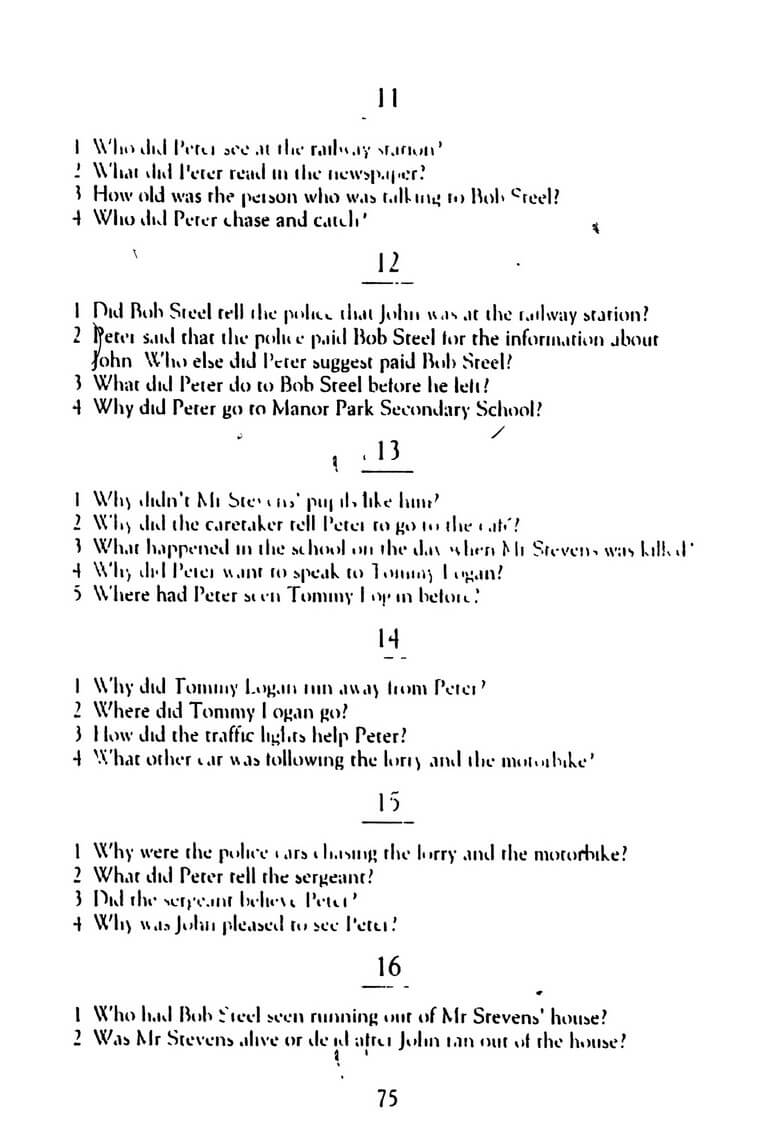 11
1 Who did Peter see at the railway station?
2 What did Peter read in the newspaper?
3 How old was the person who was talking to Bob Steel?
4 Who did Peter chase and catch?
12
1 Did Bob Steel tell the police that John was at the railway station?
2 Peter said that the police paid Bob Steel for the information about
John Who else did Peter suggest paid Bob Steel?
3 What did Peter do to Bob Steel before he left?
4 Why did Peter go to Manor Park Secondary School?
13
1 Why didn't Mr Stevens' pupils like him?
2 Why did the caretaker tell Peter to go to the café?
3 What happened in the school on the day when Mr Stevens was killed?
4 Why did Peter want to speak to Tommy Logan?
5 Where had Peter seen Tommy Logan before?
14
1 Why did Tommy Logan run away from Peter?
2 Where did Tommy Logan go?
3 How did the traffic lights help Peter?
4 What other car was following the lorry and the motorbike?
15
1 Why were the police cars chasing the lorry and the motorbike?
2 What did Peter tell the sergeant?
3 Did the sergeant believe Peter?
4 Why was John pleased to see Peter?
16
1 Who had Bob Steel seen running out of Mr Stevens' house?
2 Was Mr Stevens alive or dead after John ran out of the house?
75